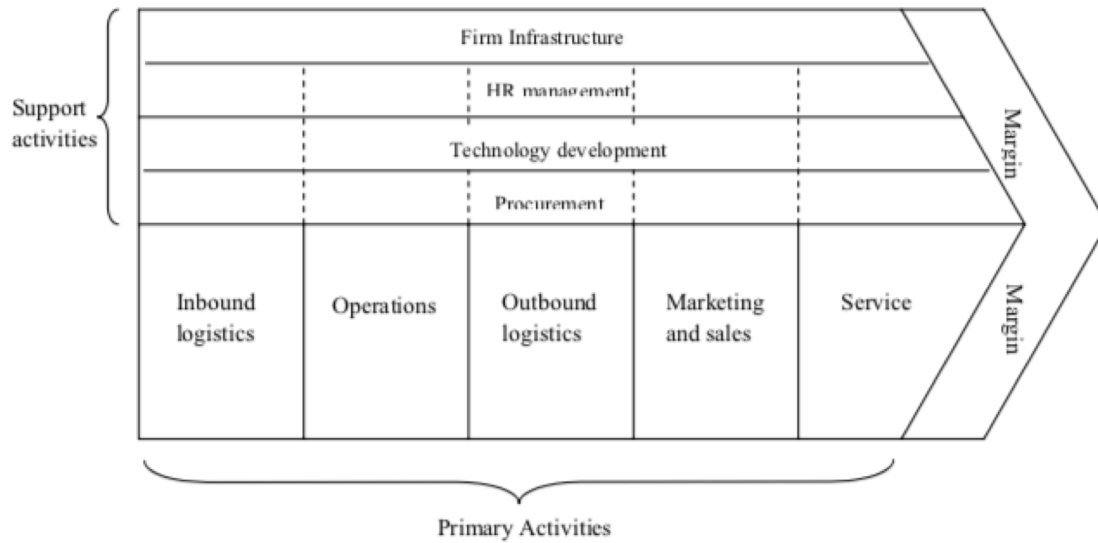 Firm Infrastructure
HR management
Support
activities
Technology development
Procurement
Margin
Inbound
logistics
Operations
Outbound
logistics
Marketing
and sales
Service
Margin
Primary Activities